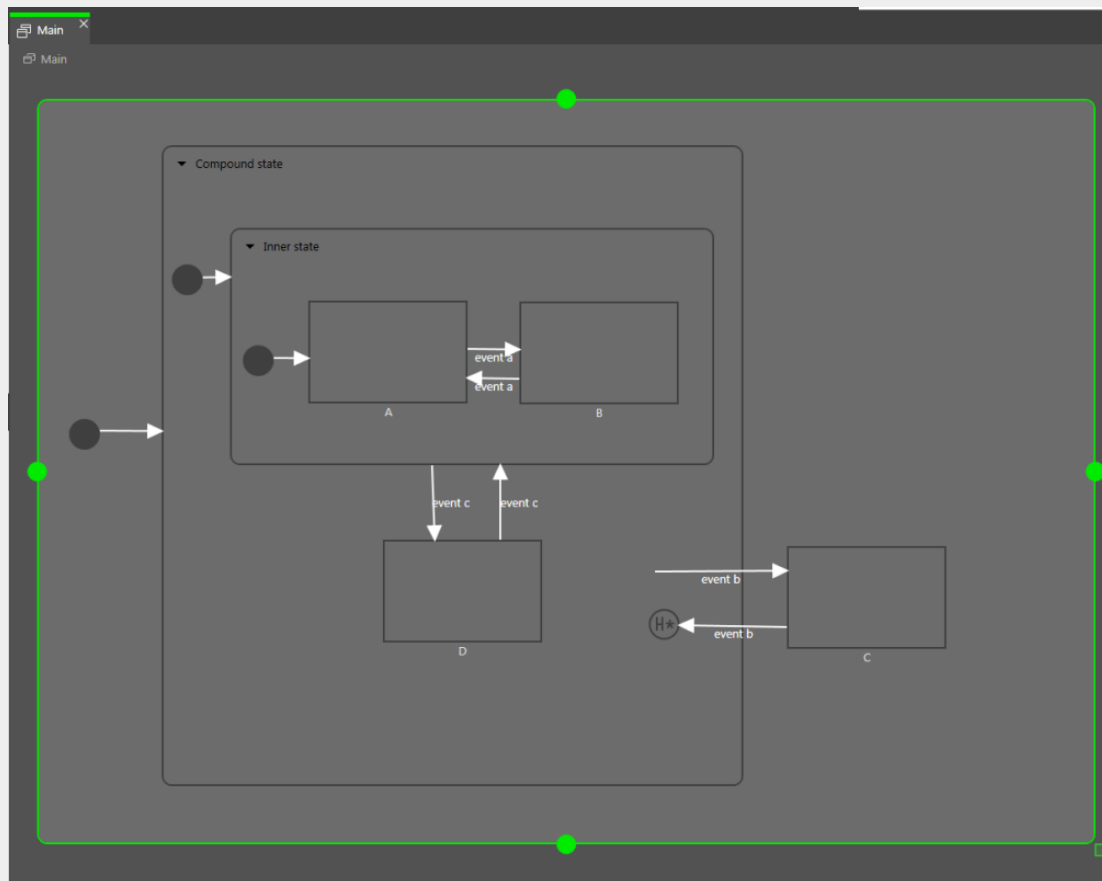 Main
Main
Compound state
Inner state
event a
event a
A
B
event c
event c
event b
H*
event b
D
C